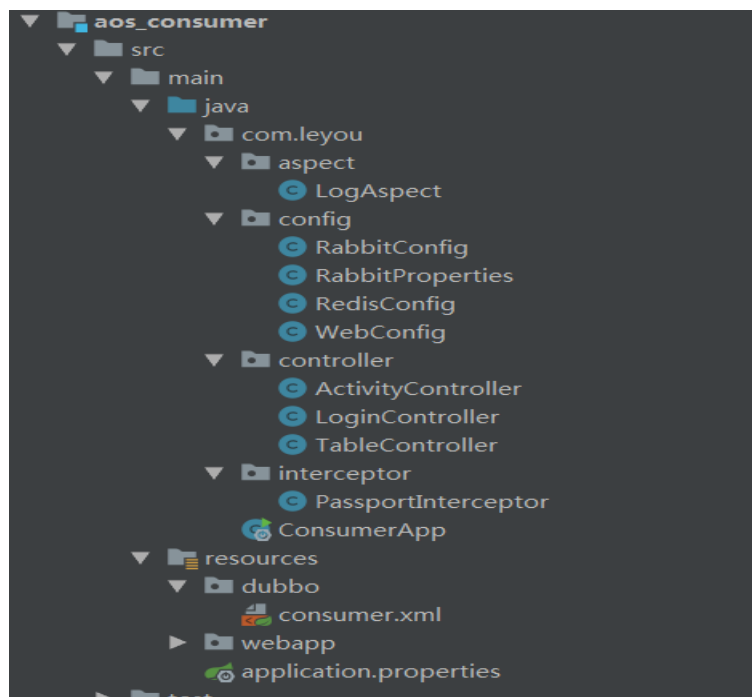 aos_consumer
src
main
java
com.leyou
aspect
LogAspect
config
RabbitConfig
RabbitProperties
RedisConfig
WebConfig
controller
ActivityController
LoginController
TableController
interceptor
PassportInterceptor
ConsumerApp
resources
dubbo
consumer.xml
webapp
application.properties